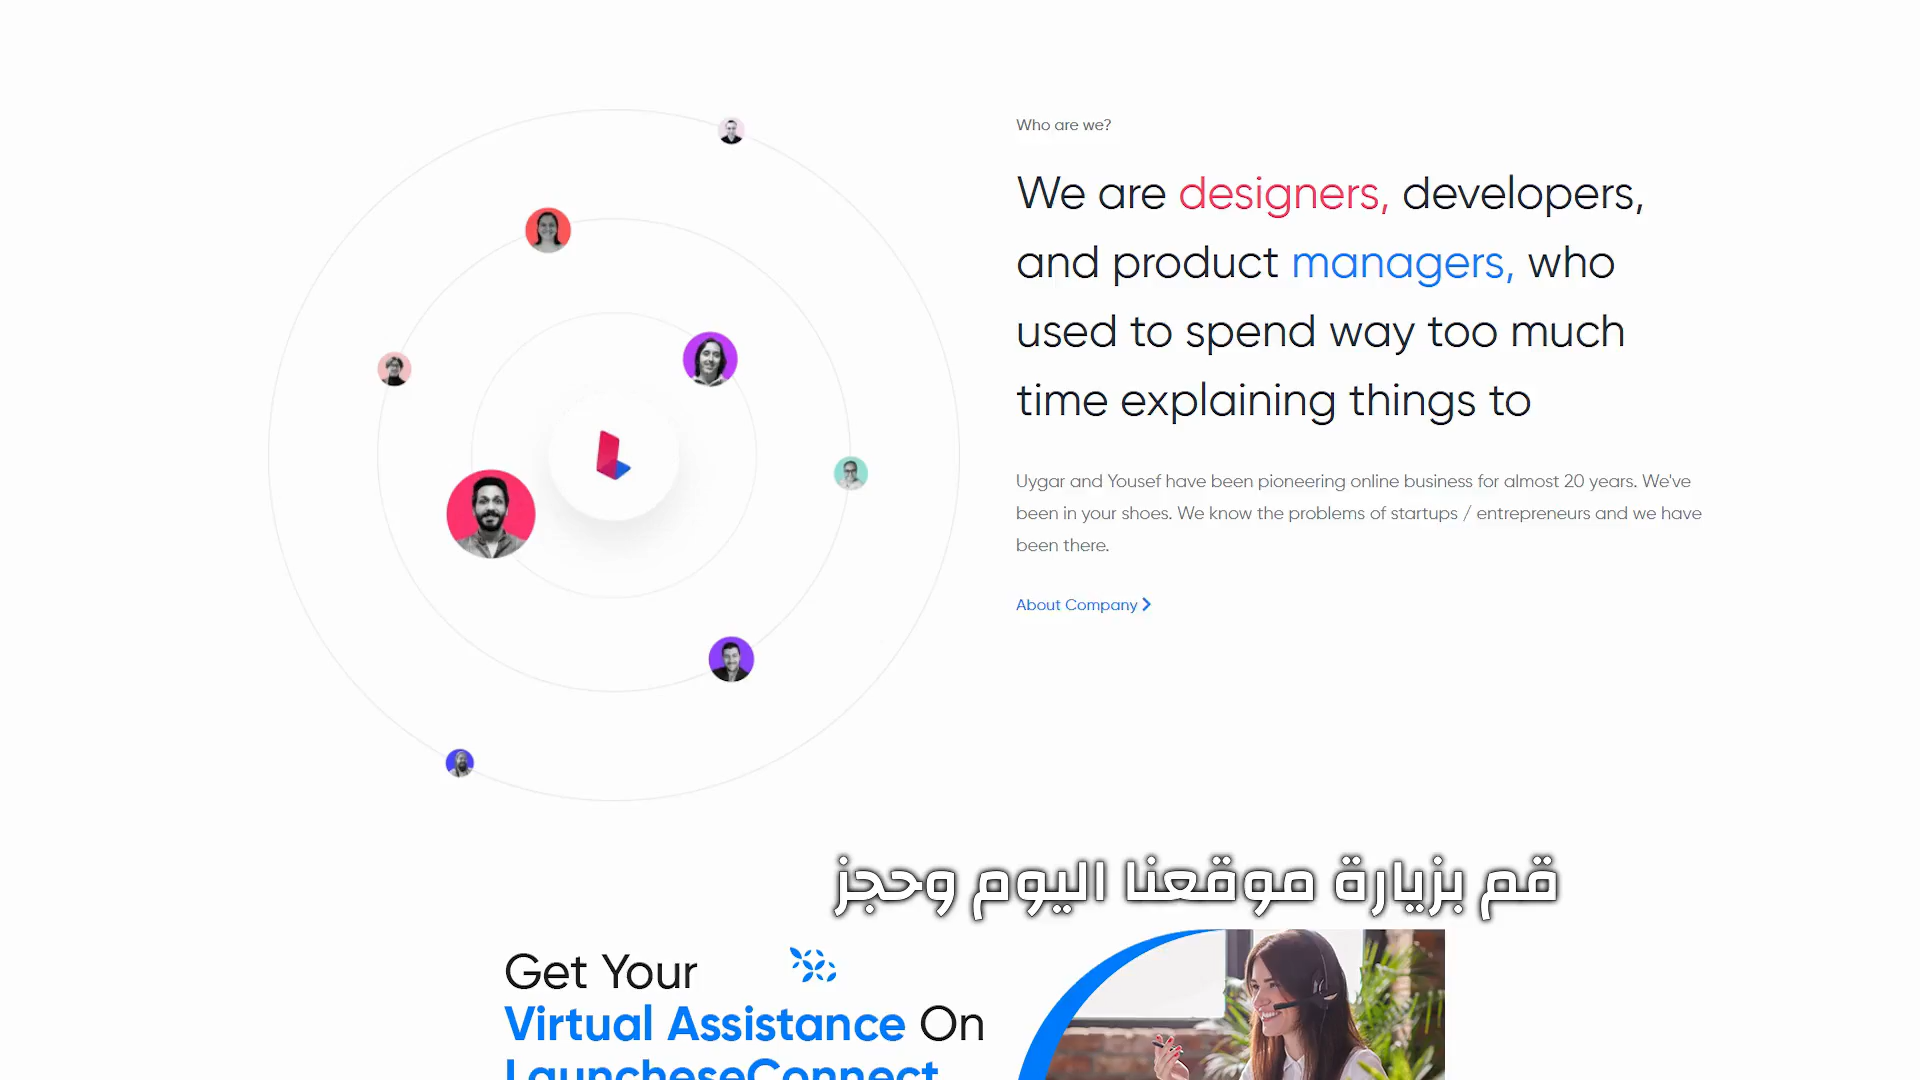 Who are we?
We are designers, developers,
and product managers, who
used to spend way too much
time explaining things to
Uygar and Yousef have been pioneering online business for almost 20 years. We've
been in your shoes. We know the problems of startups / entrepreneurs and we have
been there.
About Company
قم بزيارة موقعنا اليوم وحجز
Get Your
Virtual Assistance On
LauncheseConnect